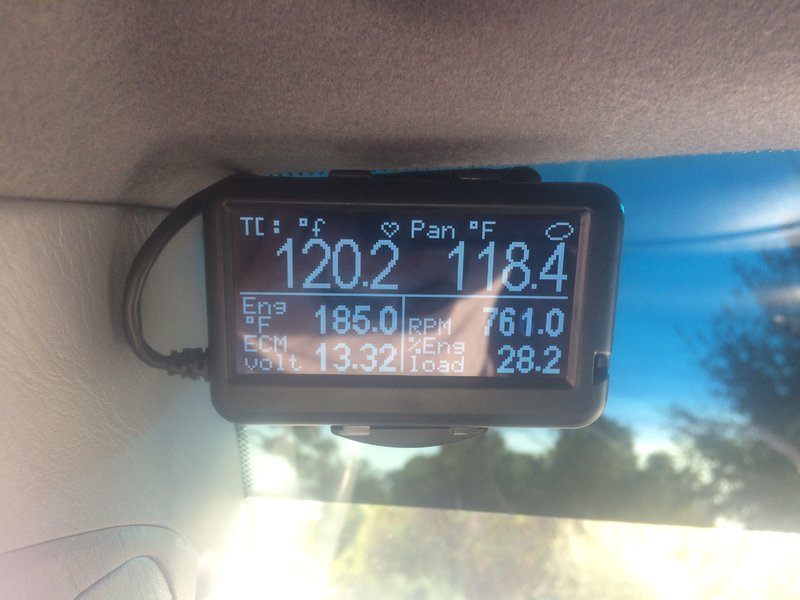 TC: °f Pan °F
120.2 118.4
Eng °F 185.0 RPM 761.0
ECM volt 13.32 %Eng load 28.2